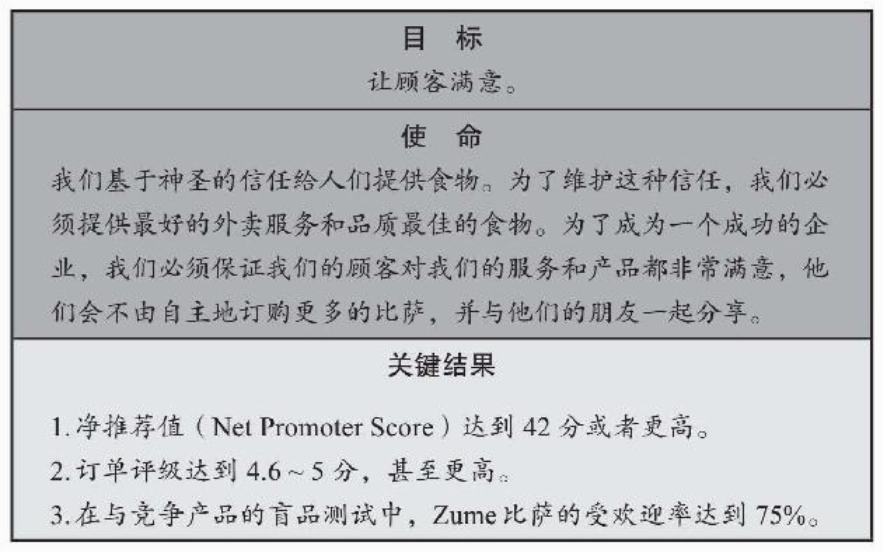 目 标
让顾客满意。
使 命
我们基于神圣的信任给人们提供食物。为了维护这种信任，我们必
须提供最好的外卖服务和品质最佳的食物。为了成为一个成功的企
业，我们必须保证我们的顾客对我们的服务和产品都非常满意，他
们会不由自主地订购更多的比萨，并与他们的朋友一起分享。
关键结果
1.净推荐值（Net Promoter Score）达到 42 分或者更高。
2.订单评级达到 4.6～5 分，甚至更高。
3.在与竞争产品的盲品测试中，Zume 比萨的受欢迎率达到 75%。